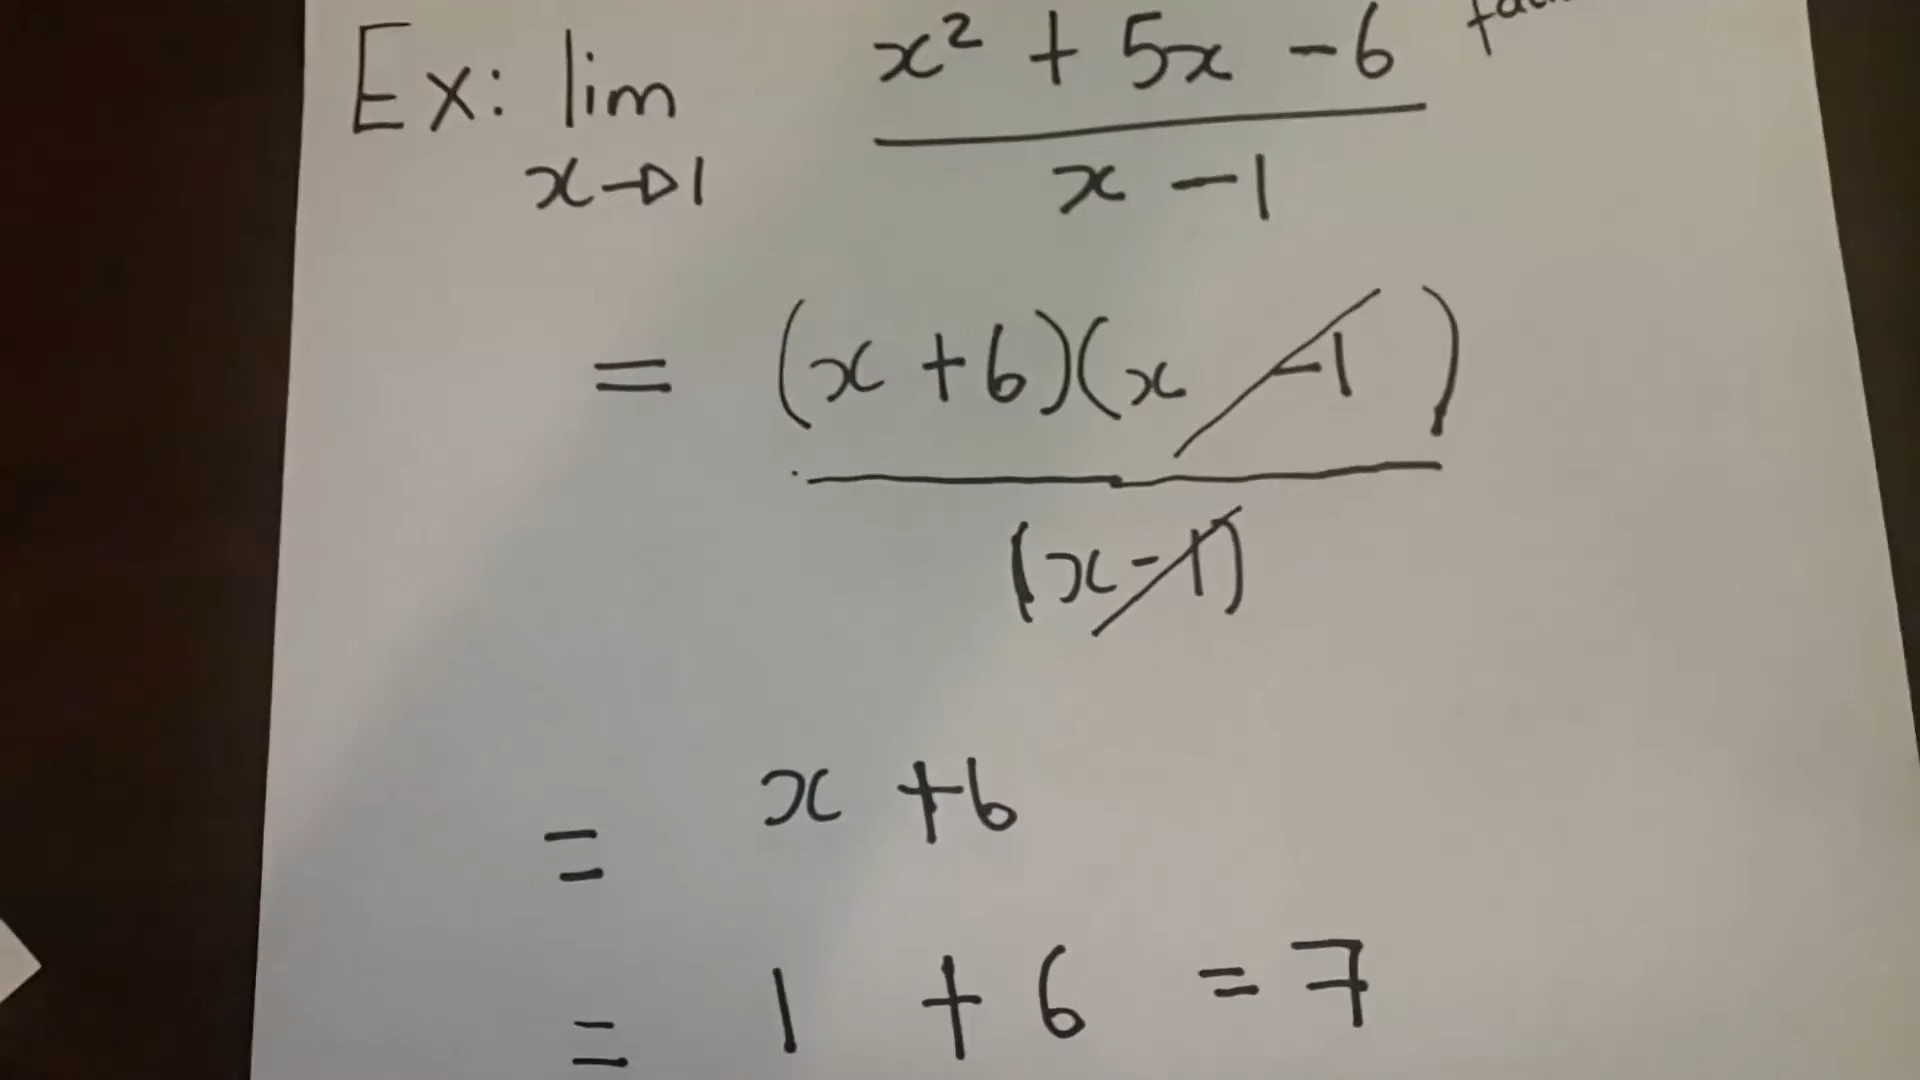 Ex: lim x² + 5x - 6
x→1 x - 1
= (x + 6)(x - 1)
(x - 1)
= x + 6
= 1 + 6 = 7